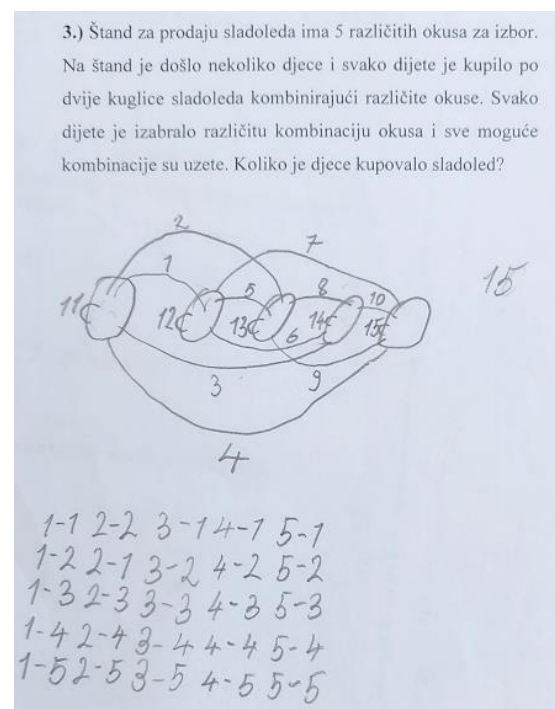 3.) Štand za prodaju sladoleda ima 5 različitih okusa za izbor.
Na štand je došlo nekoliko djece i svako dijete je kupilo po
dvije kuglice sladoleda kombinirajući različite okuse. Svako
dijete je izabralo različitu kombinaciju okusa i sve moguće
kombinacije su uzete. Koliko je djece kupovalo sladoled?
2
7
1 5 8 10
11 12 13 14 15
6
3 9
4
15
1-1 2-2 3-1 4-1 5-1
1-2 2-1 3-2 4-2 5-2
1-3 2-3 3-3 4-3 5-3
1-4 2-4 3-4 4-4 5-4
1-5 2-5 3-5 4-5 5-5